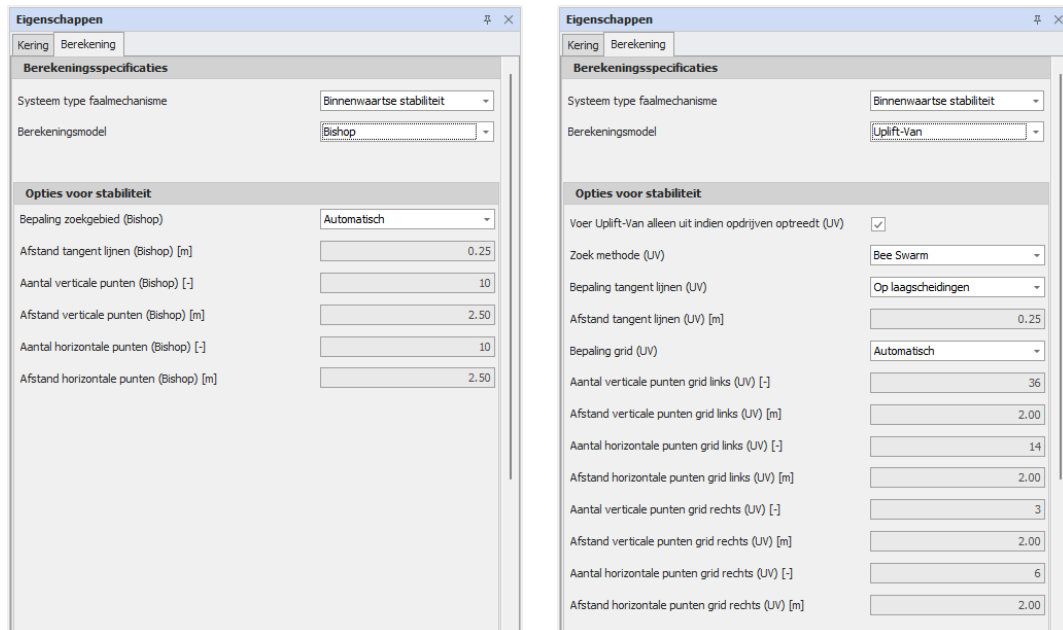 Eigenschappen
Kering Berekening
Berekeningsspecificaties
Systeem type faalmechanisme Binnenwaartse stabiliteit
Berekeningsmodel Bishop
Opties voor stabiliteit
Bepaling zoekgebied (Bishop) Automatisch
Afstand tangent lijnen (Bishop) [m] 0.25
Aantal verticale punten (Bishop) [-] 10
Afstand verticale punten (Bishop) [m] 2.50
Aantal horizontale punten (Bishop) [-] 10
Afstand horizontale punten (Bishop) [m] 2.50
Eigenschappen
Kering Berekening
Berekeningsspecificaties
Systeem type faalmechanisme Binnenwaartse stabiliteit
Berekeningsmodel Uplift-Van
Opties voor stabiliteit
Voer Uplift-Van alleen uit indien opdrijven optreedt (UV)
Zoek methode (UV) Bee Swarm
Bepaling tangent lijnen (UV) Op laagscheidingen
Afstand tangent lijnen (UV) [m] 0.25
Bepaling grid (UV) Automatisch
Aantal verticale punten grid links (UV) [-] 36
Afstand verticale punten grid links (UV) [m] 2.00
Aantal horizontale punten grid links (UV) [-] 14
Afstand horizontale punten grid links (UV) [m] 2.00
Aantal verticale punten grid rechts (UV) [-] 3
Afstand verticale punten grid rechts (UV) [m] 2.00
Aantal horizontale punten grid rechts (UV) [-] 6
Afstand horizontale punten grid rechts (UV) [m] 2.00